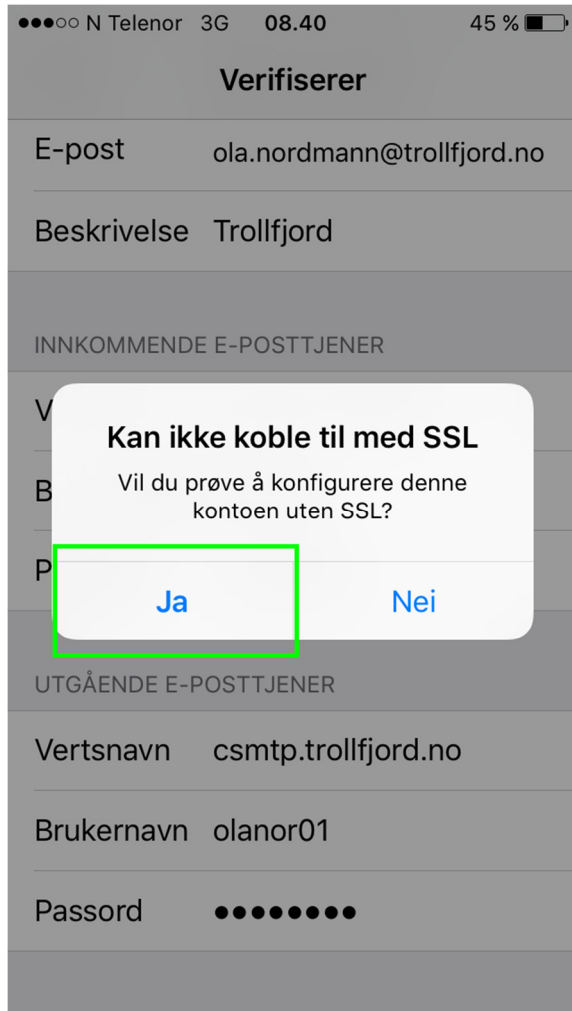 N Telenor 3G 08.40 45 %
Verifiserer
E-post ola.nordmann@trollfjord.no
Beskrivelse Trollfjord
INNKOMMENDE E-POSTTJENER
V
Kan ikke koble til med SSL
Vil du prøve å konfigurere denne
kontoen uten SSL?
B
P
Ja Nei
UTGÅENDE E-POSTTJENER
Vertsnavn csmtp.trollfjord.no
Brukernavn olanor01
Passord ●●●●●●●●